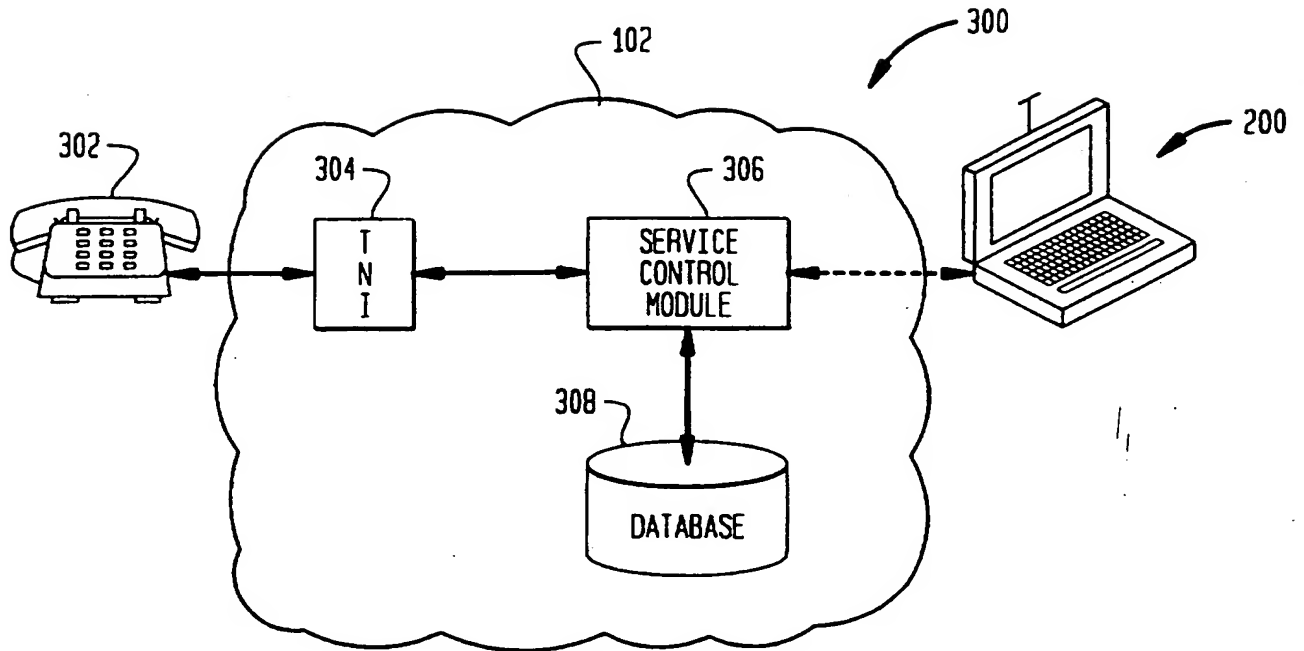 300
102
200
302
304
306
T
N
I
SERVICE
CONTROL
MODULE
308
DATABASE